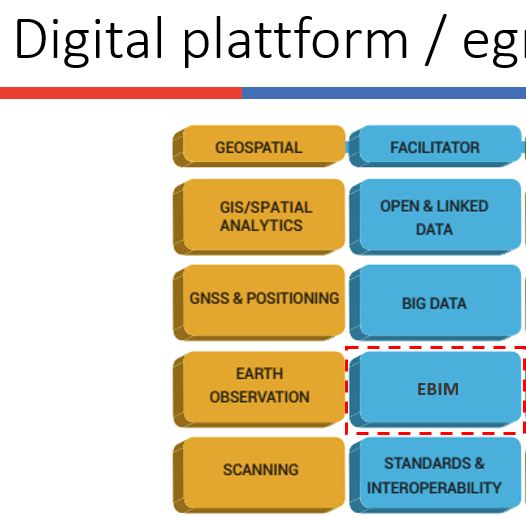 Digital plattform / eg
GEOSPATIAL
FACILITATOR
GIS/SPATIAL
ANALYTICS
OPEN & LINKED
DATA
GNSS & POSITIONING
BIG DATA
EARTH
OBSERVATION
EBIM
SCANNING
STANDARDS &
INTEROPERABILITY